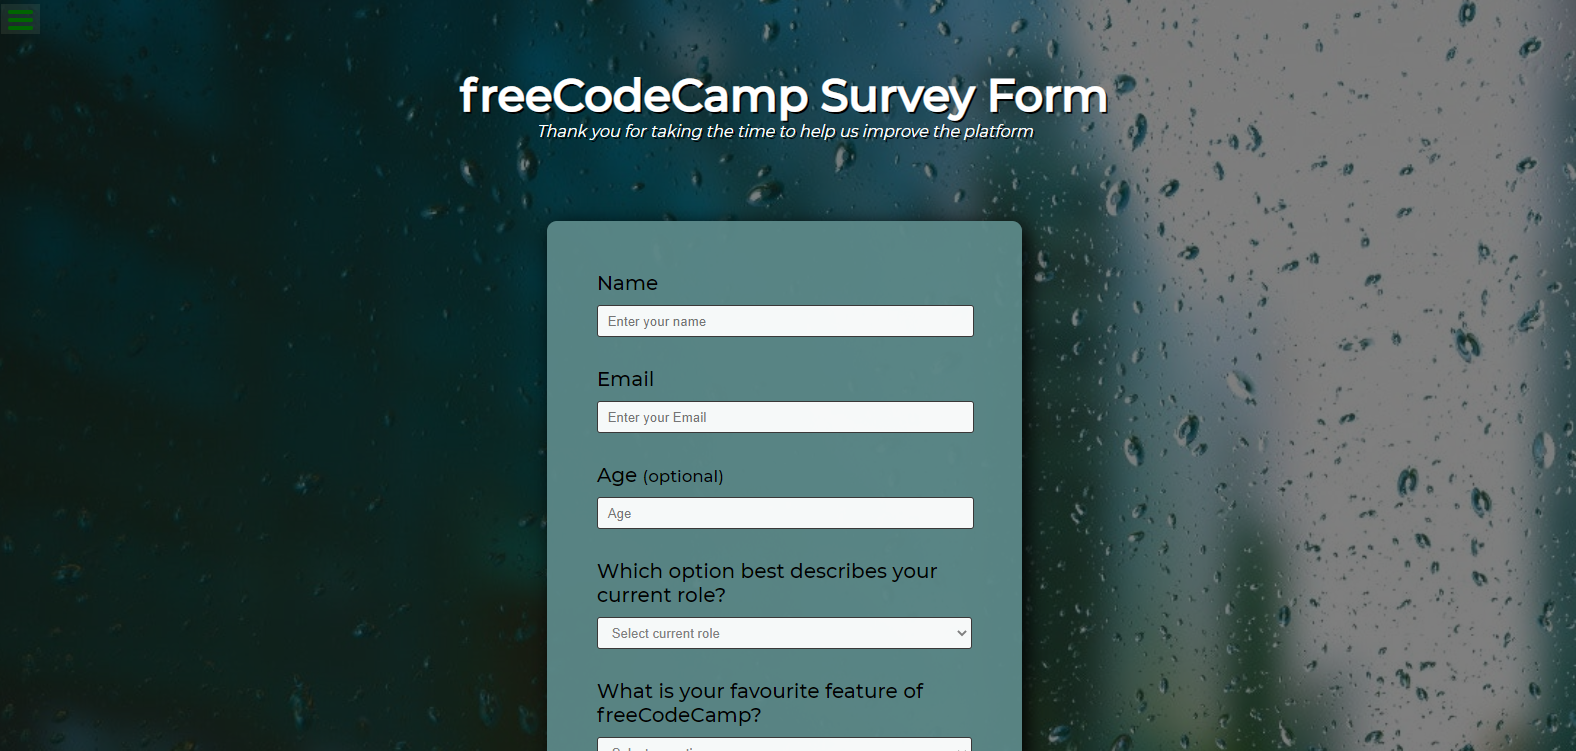 freeCodeCamp Survey Form
Thank you for taking the time to help us improve the platform
Name
Enter your name
Email
Enter your Email
Age (optional)
Age
Which option best describes your
current role?
Select current role
What is your favourite feature of
freeCodeCamp?